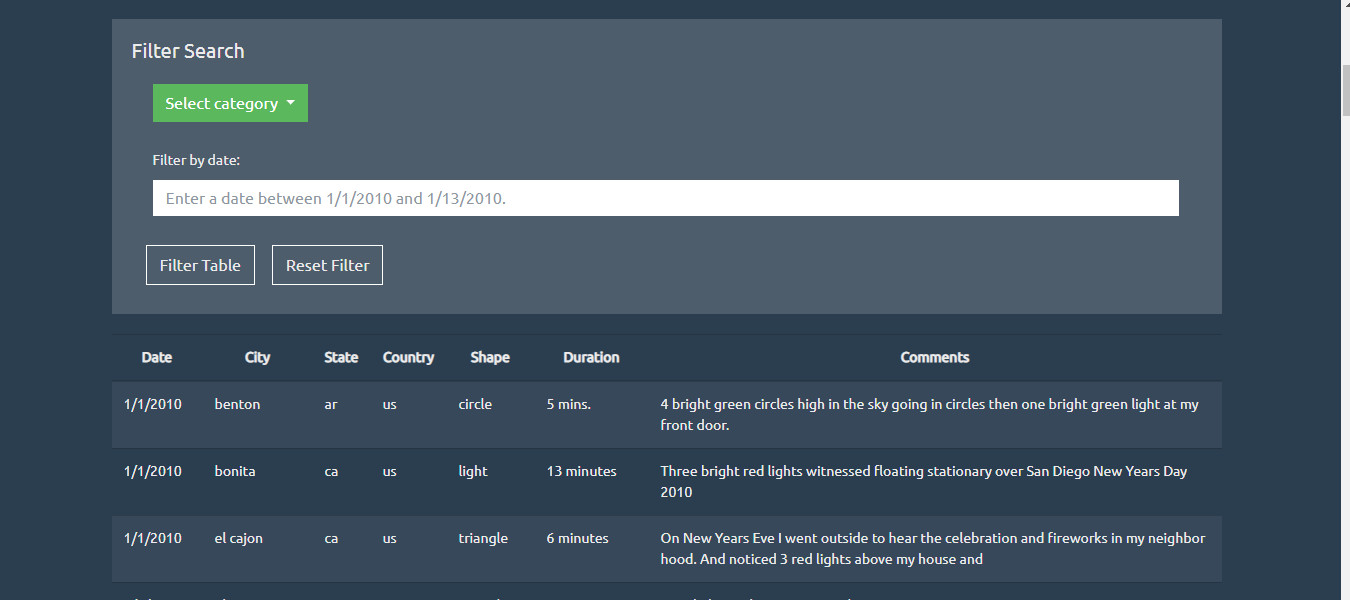 Filter Search
Select category
Filter by date:
Enter a date between 1/1/2010 and 1/13/2010.
Filter Table Reset Filter
Date City State Country Shape Duration Comments
1/1/2010 benton ar us circle 5 mins. 4 bright green circles high in the sky going in circles then one bright green light at my
front door.
1/1/2010 bonita ca us light 13 minutes Three bright red lights witnessed floating stationary over San Diego New Years Day
2010
1/1/2010 el cajon ca us triangle 6 minutes On New Years Eve I went outside to hear the celebration and fireworks in my neighbor
hood. And noticed 3 red lights above my house and